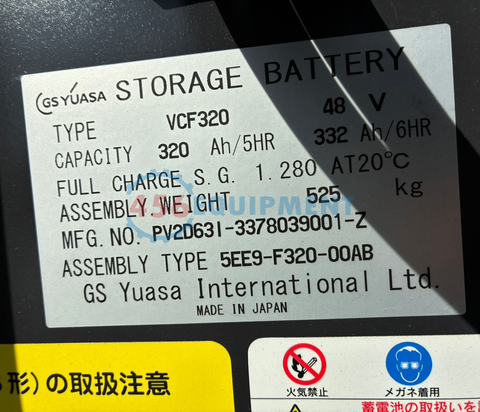 GS YUASA STORAGE BATTERY
TYPE VCF320 48 V
CAPACITY 320 Ah/5HR 332 Ah/6HR
FULL CHARGE S.G. 1.280 AT20℃
ASSEMBLY WEIGHT 525 kg
456 EQUIPMENT
MFG.NO. PV2D63I-3378039001-Z
ASSEMBLY TYPE 5EE9-F320-00AB
GS Yuasa International Ltd.
MADE IN JAPAN
形)の取扱注意
火気禁止 メガネ着用
蓄電池の取扱いを